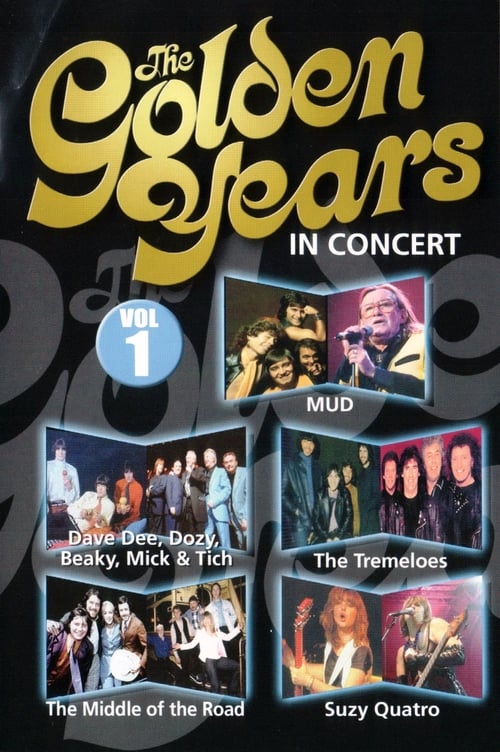 The
Golden
Years
IN CONCERT
VOL
1
MUD
Dave Dee, Dozy,
Beaky, Mick & Tich
The Tremeloes
The Middle of the Road
Suzy Quatro